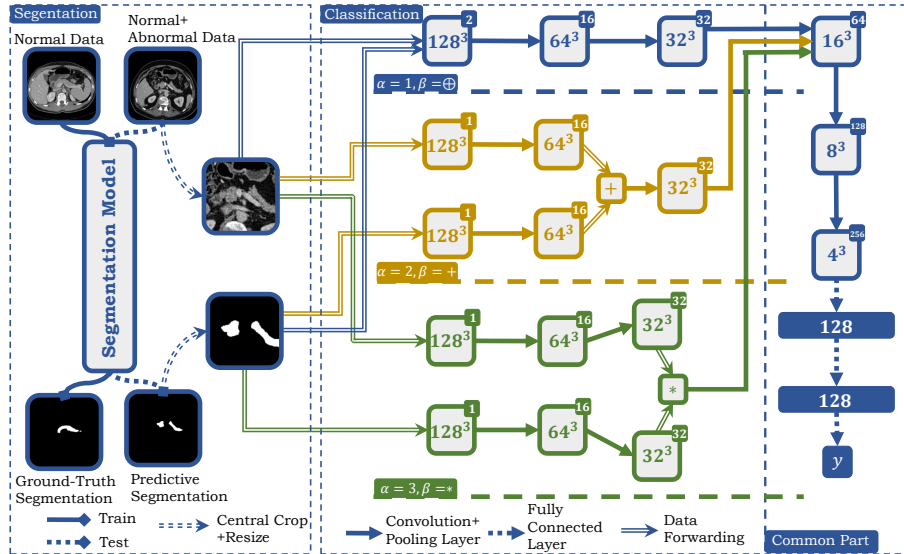 Segentation
Normal Data
Normal+
Abnormal Data
Segmentation Model
Ground-Truth
Segmentation
Predictive
Segmentation
Train
Test
Central Crop
+Resize
Classification
128³ 2
64³ 16
32³ 32
16³ 64
α = 1, β = ⊕
128³ 1
64³ 16
128³ 1
64³ 16
+
32³ 32
α = 2, β = +
128³ 1
64³ 16
32³ 32
128³ 1
64³ 16
32³ 32
*
α = 3, β = *
Convolution+
Pooling Layer
Fully
Connected
Layer
Data
Forwarding
8³ 128
4³ 256
128
128
y
Common Part